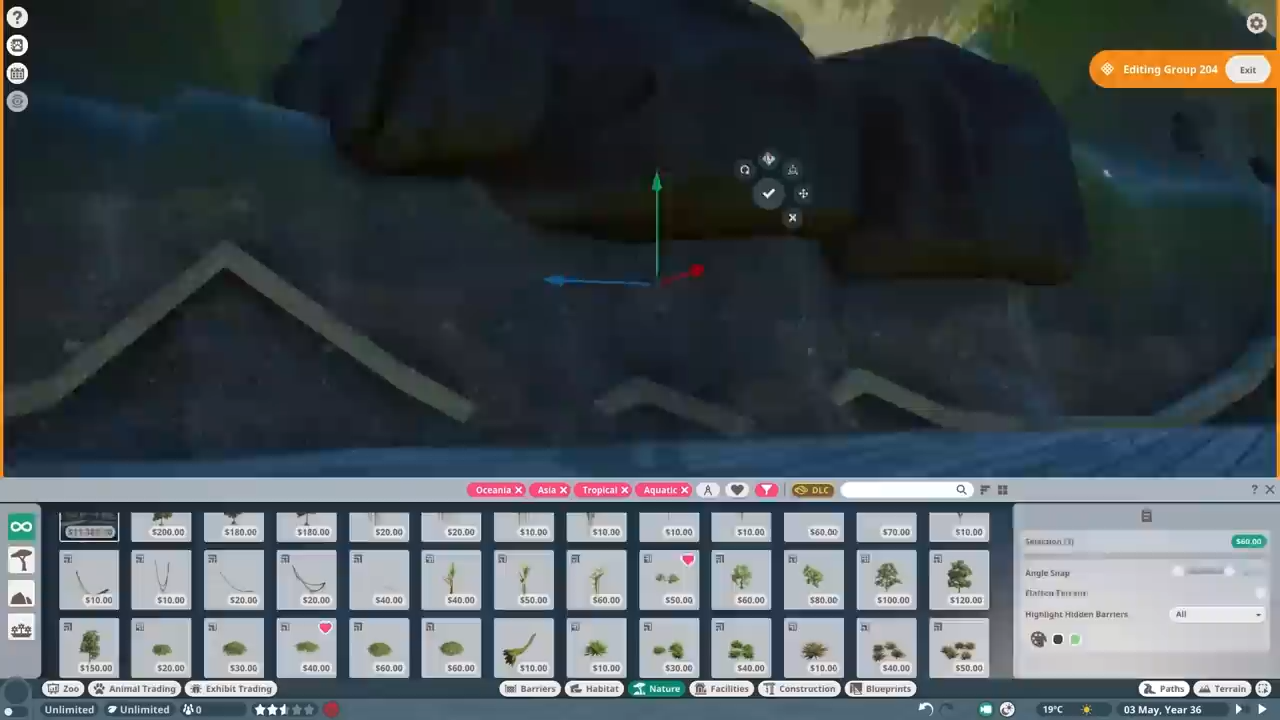 Editing Group 204 Exit
Oceania Asia Tropical Aquatic DLC
$200.00 $180.00 $180.00 $20.00 $20.00 $10.00 $10.00 $10.00 $10.00 $60.00 $70.00 $10.00
$10.00 $10.00 $20.00 $20.00 $40.00 $40.00 $50.00 $60.00 $50.00 $60.00 $80.00 $100.00 $120.00
$150.00 $20.00 $30.00 $40.00 $60.00 $60.00 $10.00 $10.00 $30.00 $40.00 $10.00 $40.00 $50.00
Selection (3) $60.00
Angle Snap
Flatten Terrain
Highlight Hidden Barriers All
Zoo Animal Trading Exhibit Trading Barriers Habitat Nature Facilities Construction Blueprints Paths Terrain
Unlimited Unlimited 0 19°C 03 May, Year 36